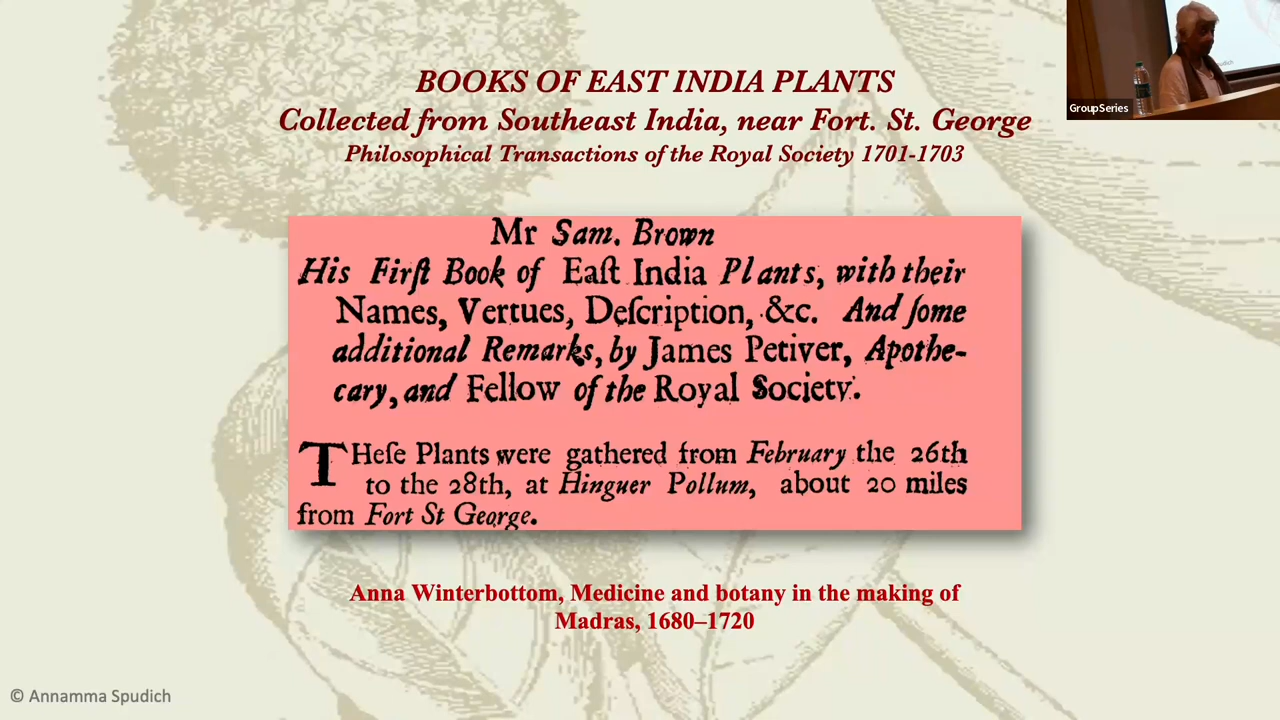 BOOKS OF EAST INDIA PLANTS
Collected from Southeast India, near Fort. St. George
Philosophical Transactions of the Royal Society 1701-1703
Mr Sam. Brown
His Firſt Book of Eaſt India Plants, with their
Names, Vertues, Deſcription, &c. And ſome
additional Remarks, by James Petiver, Apothe-
cary, and Fellow of the Royal Society.
THeſe Plants were gathered from February the 26th
to the 28th, at Hinguer Pollum, about 20 miles
from Fort St George.
Anna Winterbottom, Medicine and botany in the making of
Madras, 1680–1720
© Annamma Spudich
GroupSeries